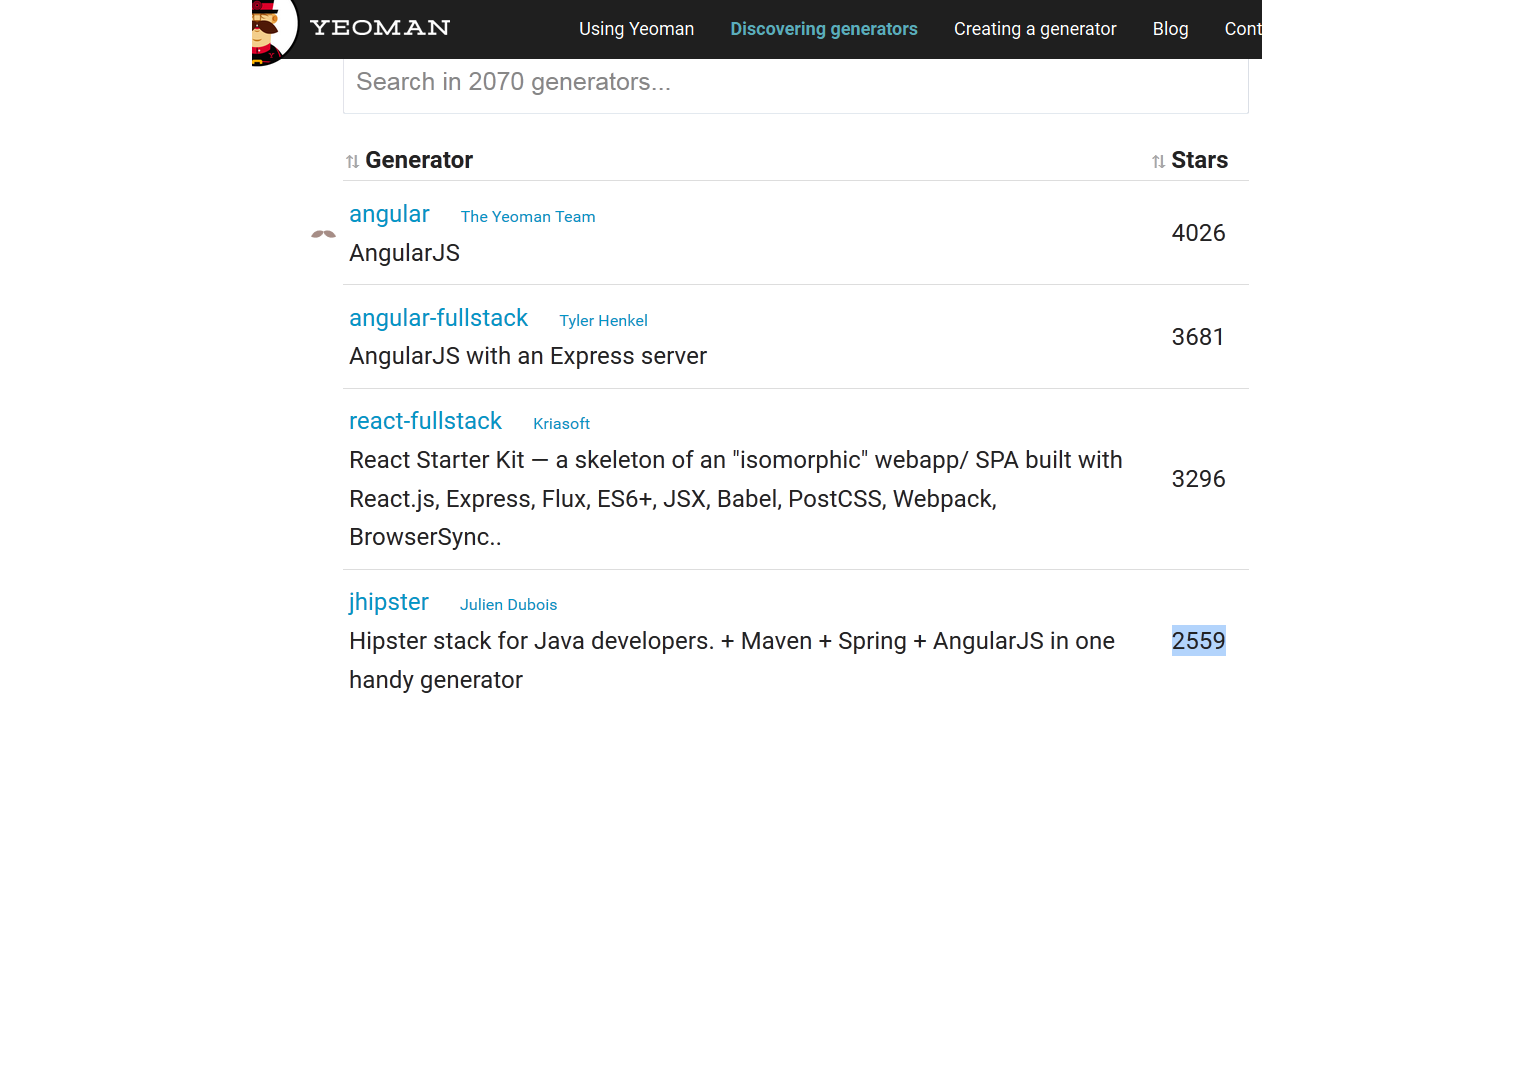 YEOMAN Using Yeoman Discovering generators Creating a generator Blog Cont
Search in 2070 generators...
Generator Stars
angular The Yeoman Team
AngularJS
4026
angular-fullstack Tyler Henkel
AngularJS with an Express server
3681
react-fullstack Kriasoft
React Starter Kit — a skeleton of an "isomorphic" webapp/ SPA built with
React.js, Express, Flux, ES6+, JSX, Babel, PostCSS, Webpack,
BrowserSync..
3296
jhipster Julien Dubois
Hipster stack for Java developers. + Maven + Spring + AngularJS in one
handy generator
2559